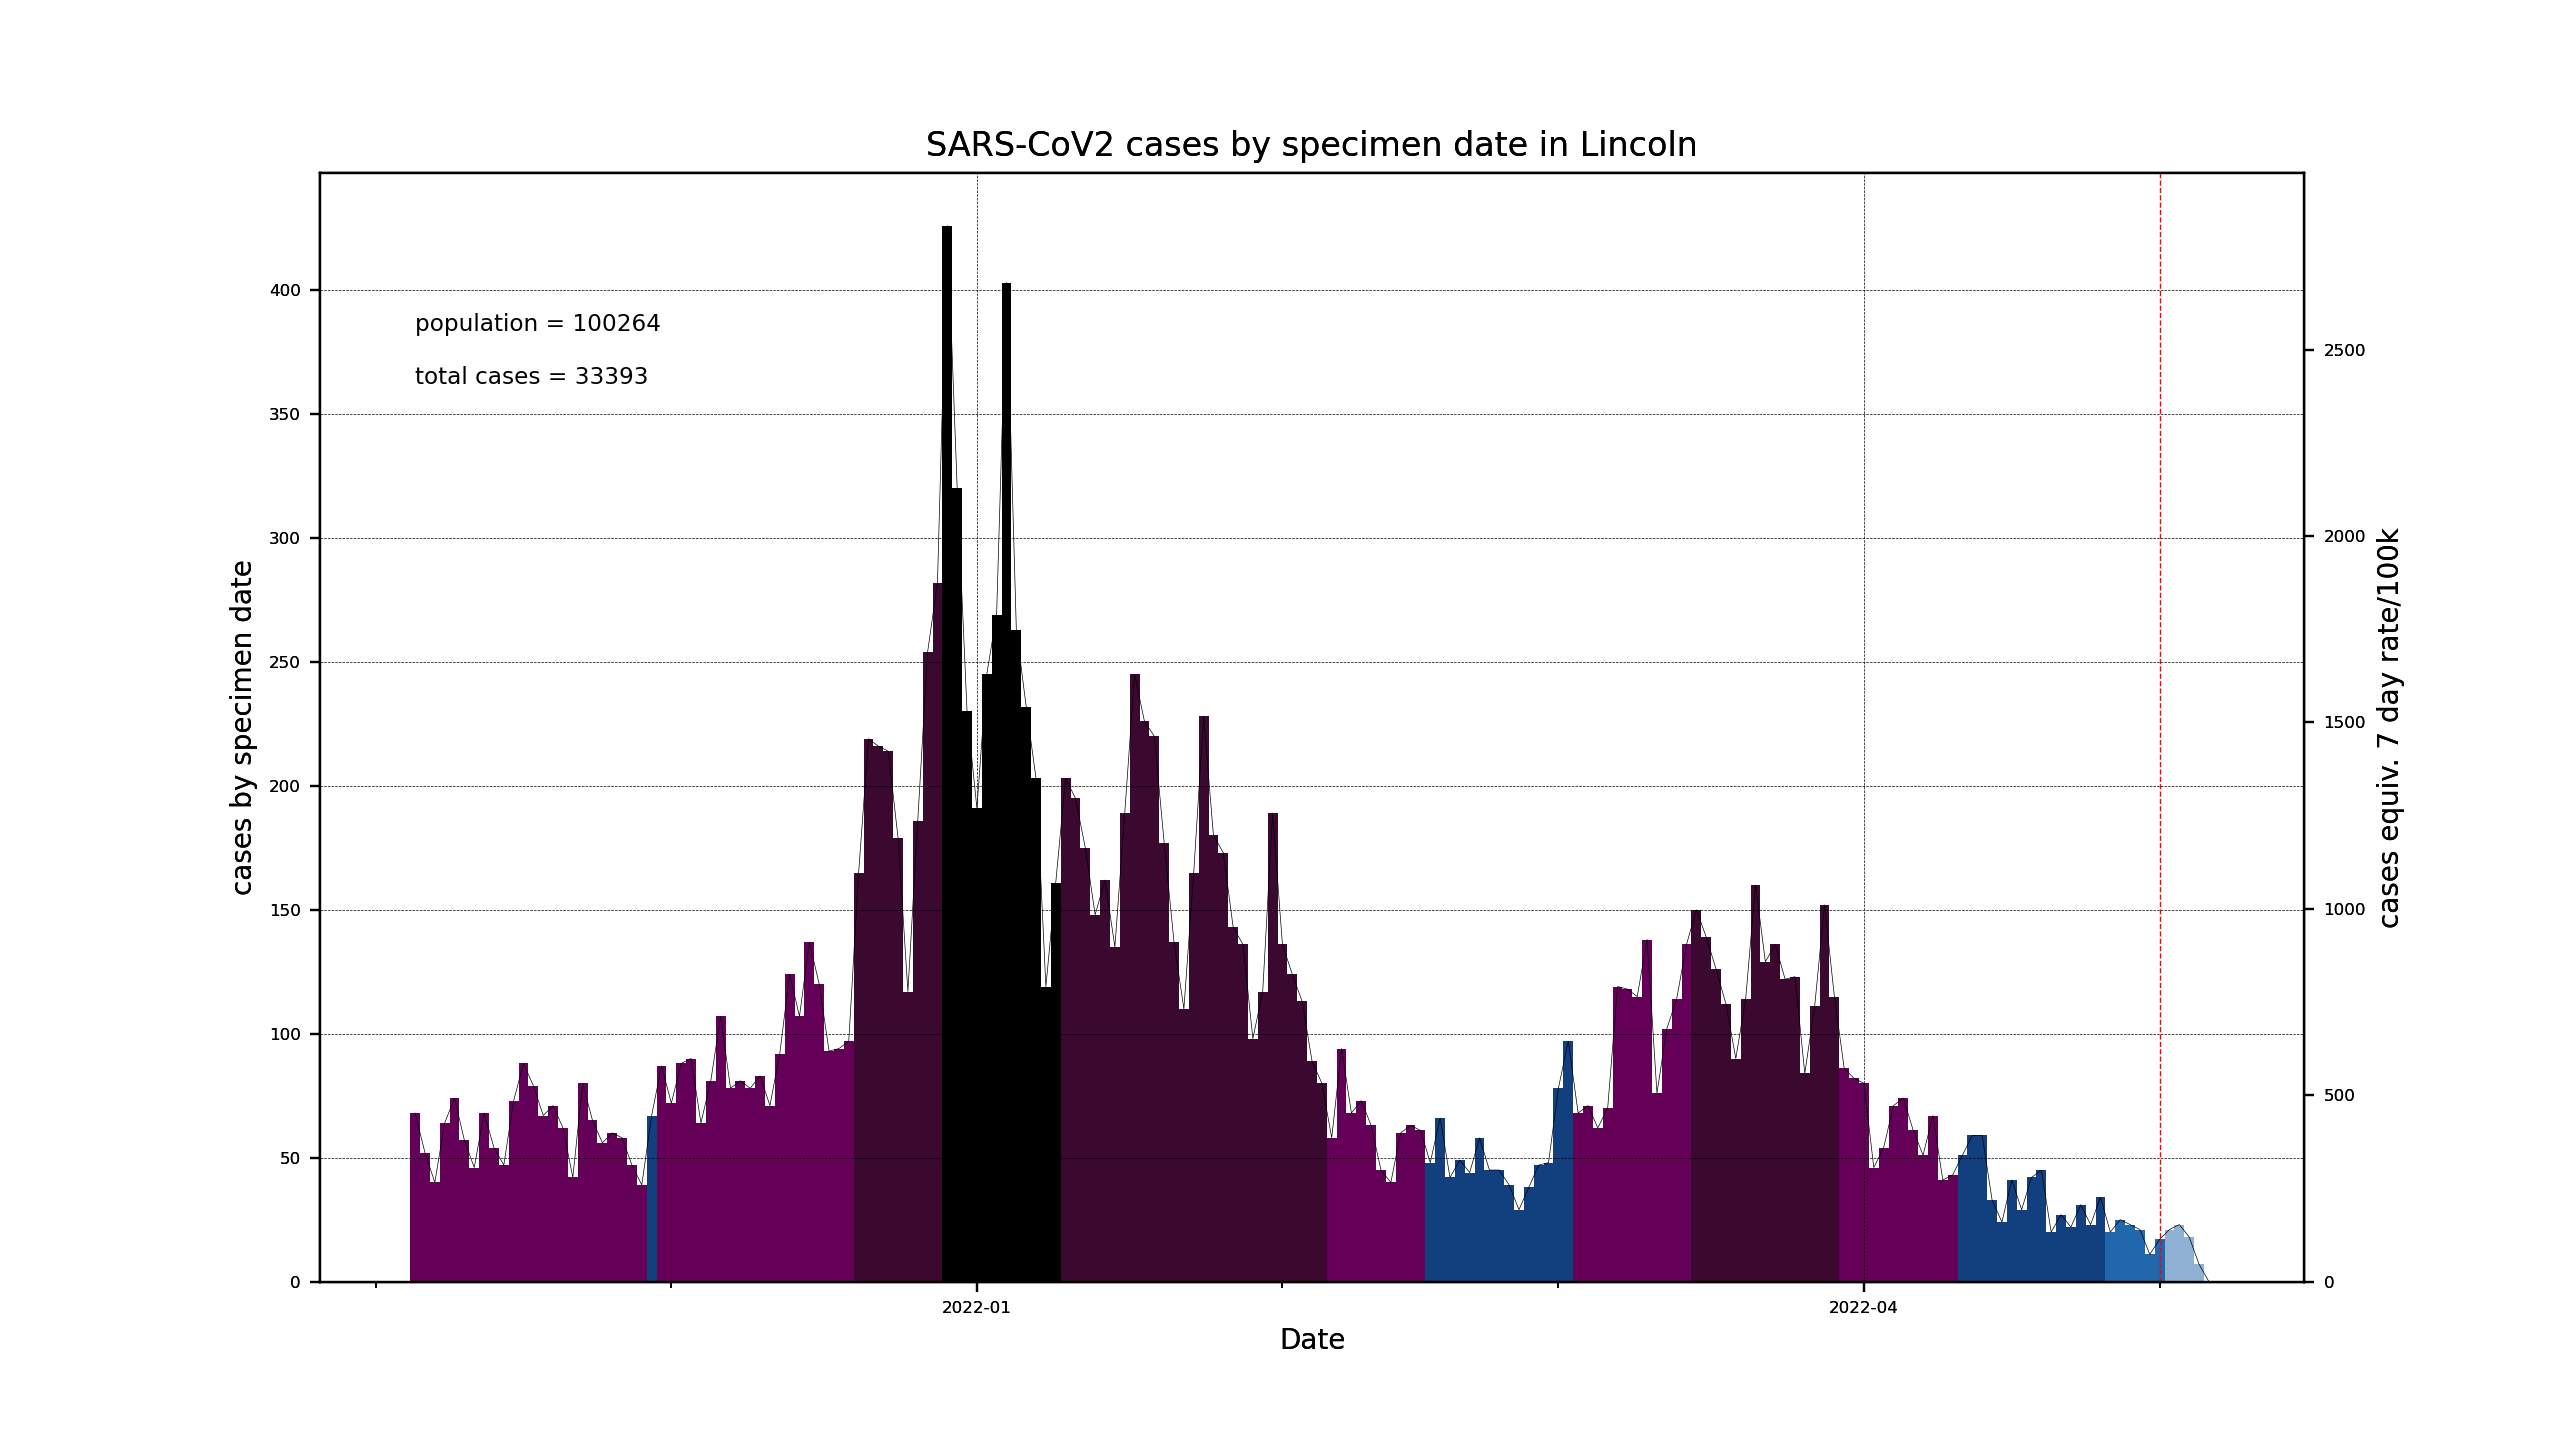 SARS-CoV2 cases by specimen date in Lincoln
population = 100264
total cases = 33393
cases by specimen date
400
350
300
250
200
150
100
50
0
2500
2000
1500
1000
500
0
cases equiv. 7 day rate/100k
2022-01
2022-04
Date